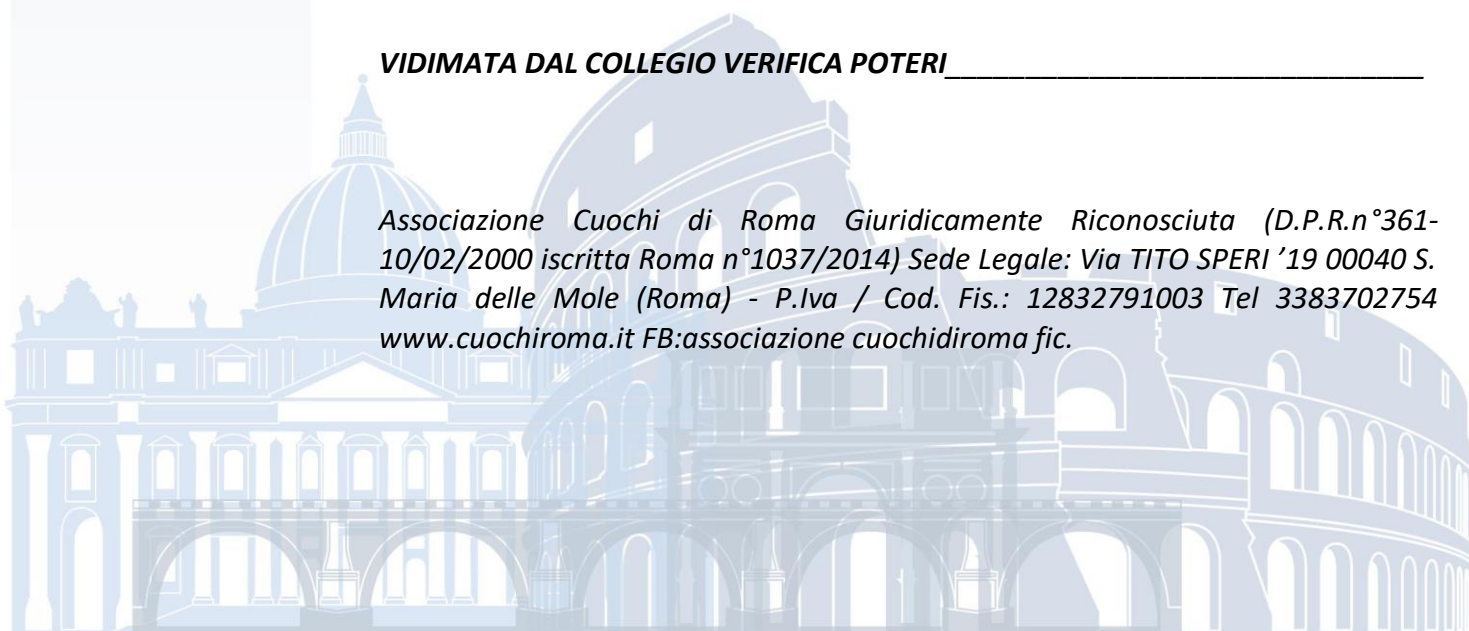 VIDIMATA DAL COLLEGIO VERIFICA POTERI______________________________
Associazione Cuochi di Roma Giuridicamente Riconosciuta (D.P.R.n°361-
10/02/2000 iscritta Roma n°1037/2014) Sede Legale: Via TITO SPERI ’19 00040 S.
Maria delle Mole (Roma) - P.Iva / Cod. Fis.: 12832791003 Tel 3383702754
www.cuochiroma.it FB:associazione cuochidiroma fic.